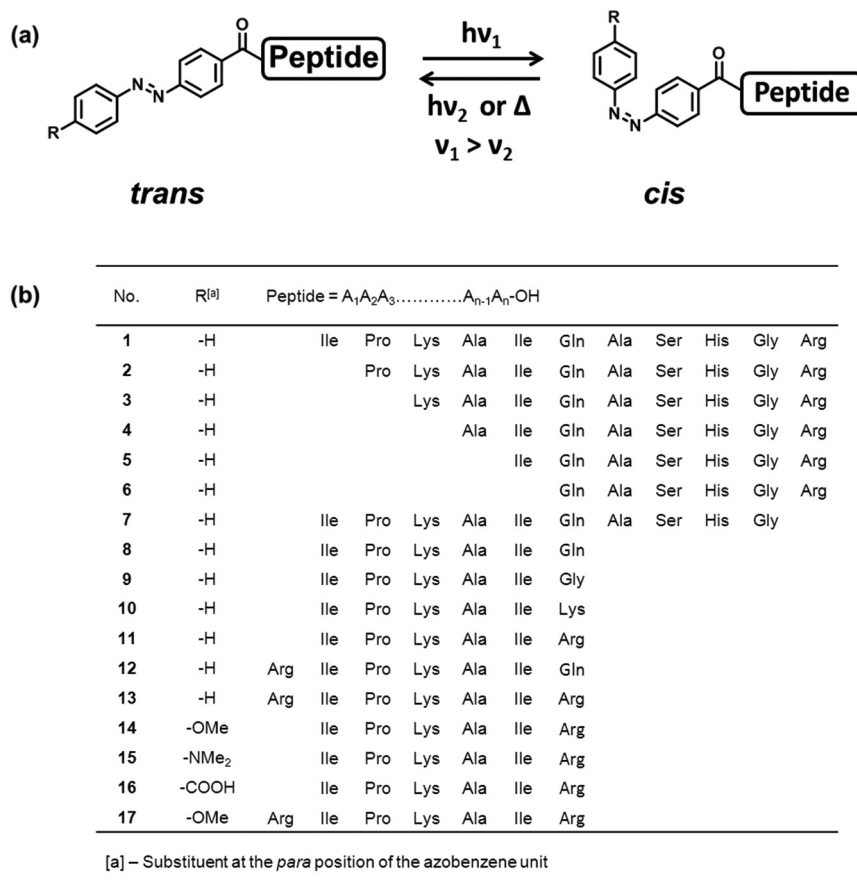 (a)
O
Peptide
N
N
R
trans
hν₁
hν₂ or Δ
ν₁ > ν₂
R
O
Peptide
N
N
cis
(b)
No. R[a] Peptide = A₁A₂A₃…………Aₙ₋₁Aₙ-OH
1 -H Ile Pro Lys Ala Ile Gln Ala Ser His Gly Arg
2 -H Pro Lys Ala Ile Gln Ala Ser His Gly Arg
3 -H Lys Ala Ile Gln Ala Ser His Gly Arg
4 -H Ala Ile Gln Ala Ser His Gly Arg
5 -H Ile Gln Ala Ser His Gly Arg
6 -H Gln Ala Ser His Gly Arg
7 -H Ile Pro Lys Ala Ile Gln Ala Ser His Gly
8 -H Ile Pro Lys Ala Ile Gln
9 -H Ile Pro Lys Ala Ile Gly
10 -H Ile Pro Lys Ala Ile Lys
11 -H Ile Pro Lys Ala Ile Arg
12 -H Arg Ile Pro Lys Ala Ile Gln
13 -H Arg Ile Pro Lys Ala Ile Arg
14 -OMe Ile Pro Lys Ala Ile Arg
15 -NMe₂ Ile Pro Lys Ala Ile Arg
16 -COOH Ile Pro Lys Ala Ile Arg
17 -OMe Arg Ile Pro Lys Ala Ile Arg
[a] – Substituent at the para position of the azobenzene unit